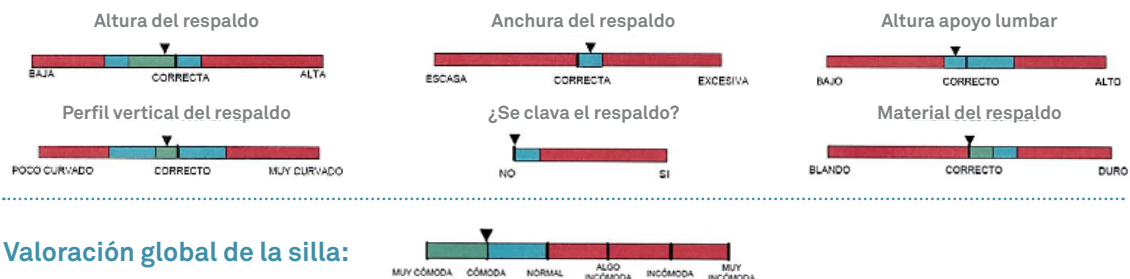 Altura del respaldo
Anchura del respaldo
Altura apoyo lumbar
BAJA CORRECTA ALTA
ESCASA CORRECTA EXCESIVA
BAJO CORRECTO ALTO
Perfil vertical del respaldo
¿Se clava el respaldo?
Material del respaldo
POCO CURVADO CORRECTO MUY CURVADO
NO SI
BLANDO CORRECTO DURO
Valoración global de la silla:
MUY CÓMODA CÓMODA NORMAL ALGO INCÓMODA INCÓMODA MUY INCÓMODA